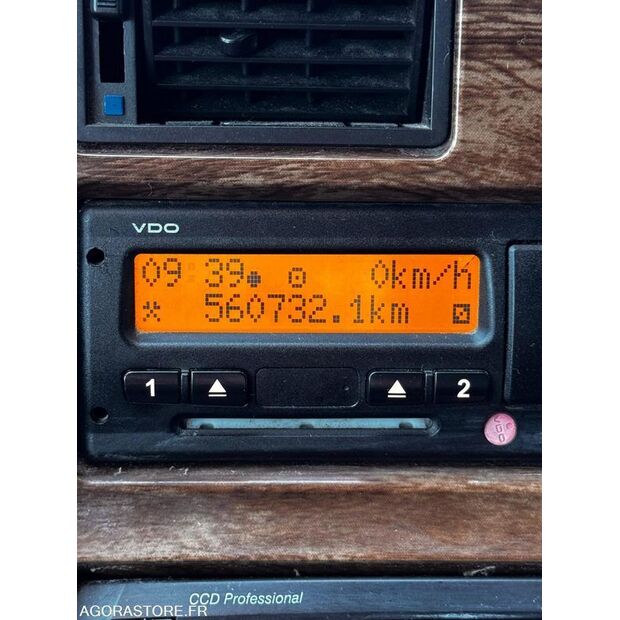 VDO
09:39 0km/h
560732.1km
1 2
CCD Professional
AGORASTORE.FR